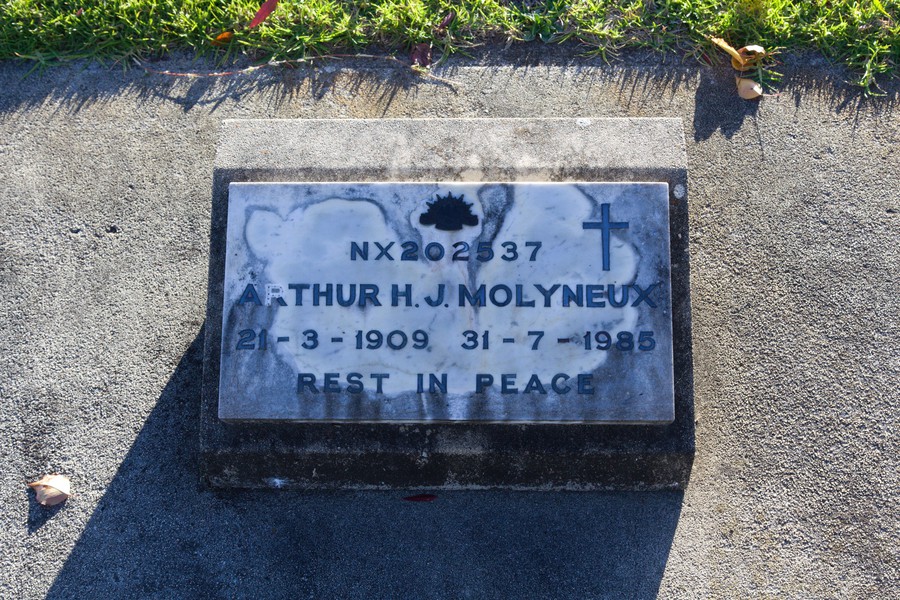 NX202537
ARTHUR H. J. MOLYNEUX
21 - 3 - 1909 31 - 7 - 1985
REST IN PEACE